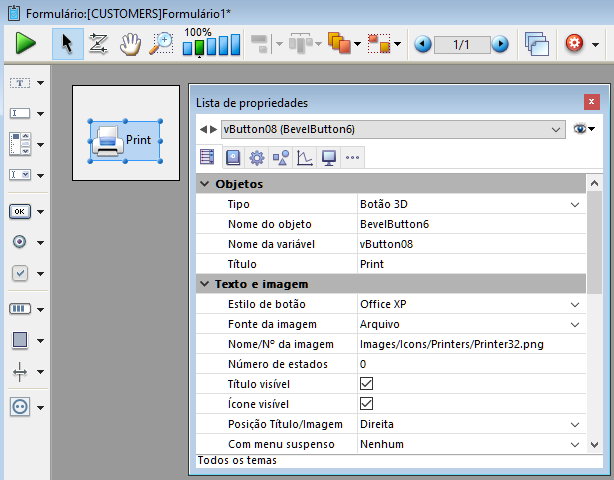 Formulário:[CUSTOMERS]Formulário1*
100%
1/1
T
I
OK
Print
Lista de propriedades
vButton08 (BevelButton6)
Objetos
Tipo Botão 3D
Nome do objeto BevelButton6
Nome da variável vButton08
Título Print
Texto e imagem
Estilo de botão Office XP
Fonte da imagem Arquivo
Nome/Nº da imagem Images/Icons/Printers/Printer32.png
Número de estados 0
Título visível
Ícone visível
Posição Título/Imagem Direita
Com menu suspenso Nenhum
Todos os temas